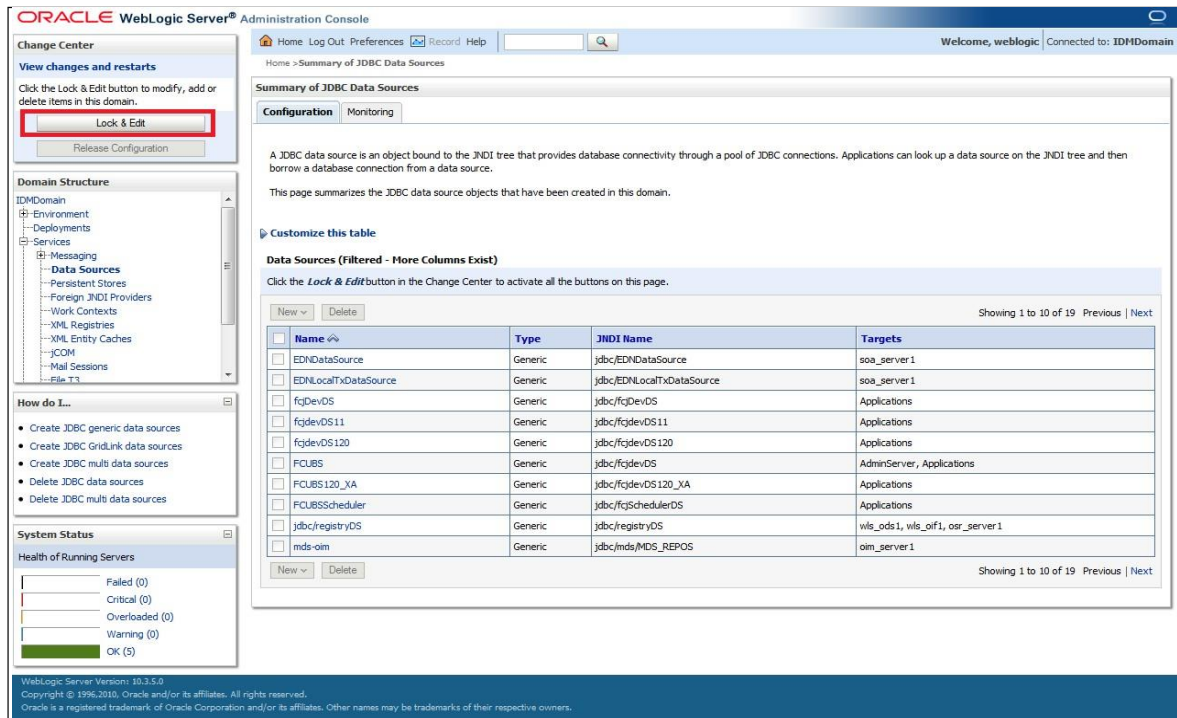 ORACLE WebLogic Server® Administration Console
Change Center
View changes and restarts
Click the Lock & Edit button to modify, add or
delete items in this domain.
Lock & Edit
Release Configuration
Domain Structure
IDMDomain
Environment
Deployments
Services
Messaging
Data Sources
Persistent Stores
Foreign JNDI Providers
Work Contexts
XML Registries
XML Entity Caches
jCOM
Mail Sessions
File T3
How do I...
Create JDBC generic data sources
Create JDBC GridLink data sources
Create JDBC multi data sources
Delete JDBC data sources
Delete JDBC multi data sources
System Status
Health of Running Servers
Failed (0)
Critical (0)
Overloaded (0)
Warning (0)
OK (5)
Home Log Out Preferences Record Help
Welcome, weblogic Connected to: IDMDomain
Home >Summary of JDBC Data Sources
Summary of JDBC Data Sources
Configuration Monitoring
A JDBC data source is an object bound to the JNDI tree that provides database connectivity through a pool of JDBC connections. Applications can look up a data source on the JNDI tree and then
borrow a database connection from a data source.
This page summarizes the JDBC data source objects that have been created in this domain.
Customize this table
Data Sources (Filtered - More Columns Exist)
Click the Lock & Edit button in the Change Center to activate all the buttons on this page.
New Delete Showing 1 to 10 of 19 Previous | Next
Name Type JNDI Name Targets
EDNDataSource Generic jdbc/EDNDataSource soa_server1
EDNLocalTxDataSource Generic jdbc/EDNLocalTxDataSource soa_server1
fcjDevDS Generic jdbc/fcjDevDS Applications
fcjdevDS11 Generic jdbc/fcjdevDS11 Applications
fcjdevDS120 Generic jdbc/fcjdevDS120 Applications
FCUBS Generic jdbc/fcjdevDS AdminServer, Applications
FCUBS120_XA Generic jdbc/fcjdevDS120_XA Applications
FCUBSScheduler Generic jdbc/fcjSchedulerDS Applications
jdbc/registryDS Generic jdbc/registryDS wls_ods1, wls_oif1, osr_server1
mds-oim Generic jdbc/mds/MDS_REPOS oim_server1
New Delete Showing 1 to 10 of 19 Previous | Next
WebLogic Server Version: 10.3.5.0
Copyright © 1996,2010, Oracle and/or its affiliates. All rights reserved.
Oracle is a registered trademark of Oracle Corporation and/or its affiliates. Other names may be trademarks of their respective owners.